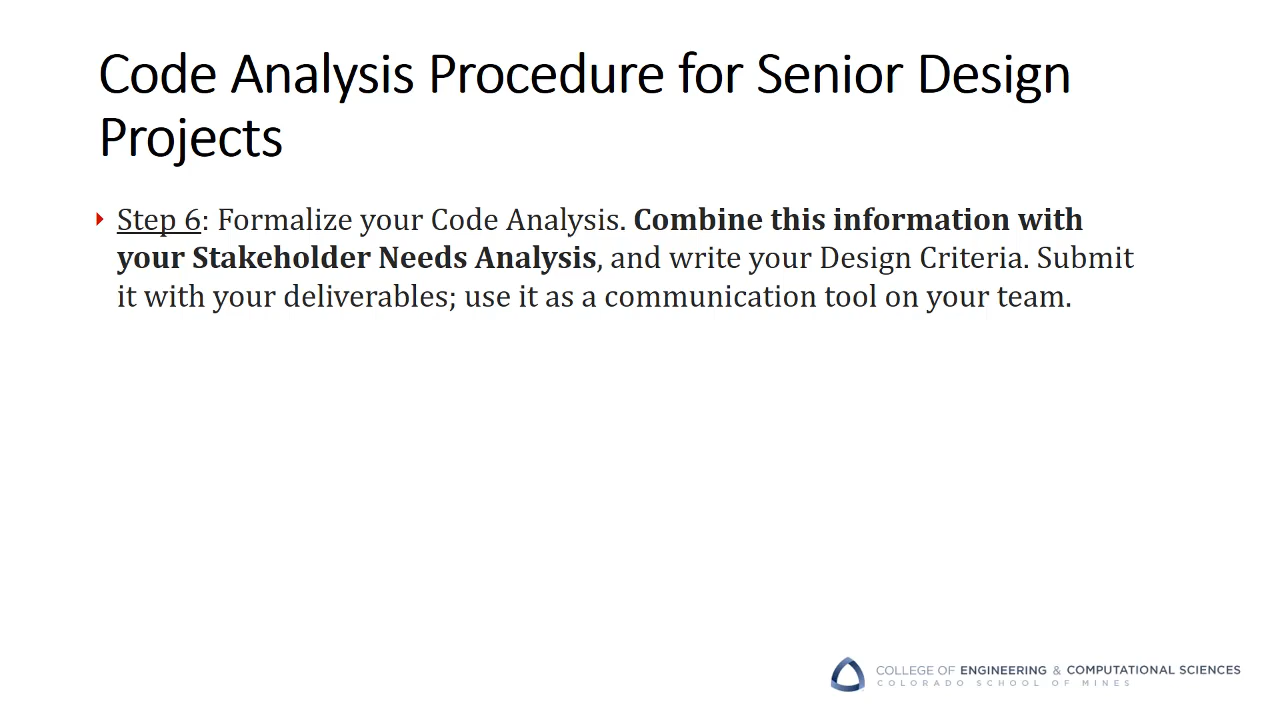 Code Analysis Procedure for Senior Design
Projects
Step 6: Formalize your Code Analysis. Combine this information with
your Stakeholder Needs Analysis, and write your Design Criteria. Submit
it with your deliverables; use it as a communication tool on your team.
COLLEGE OF ENGINEERING & COMPUTATIONAL SCIENCES
COLORADO SCHOOL OF MINES